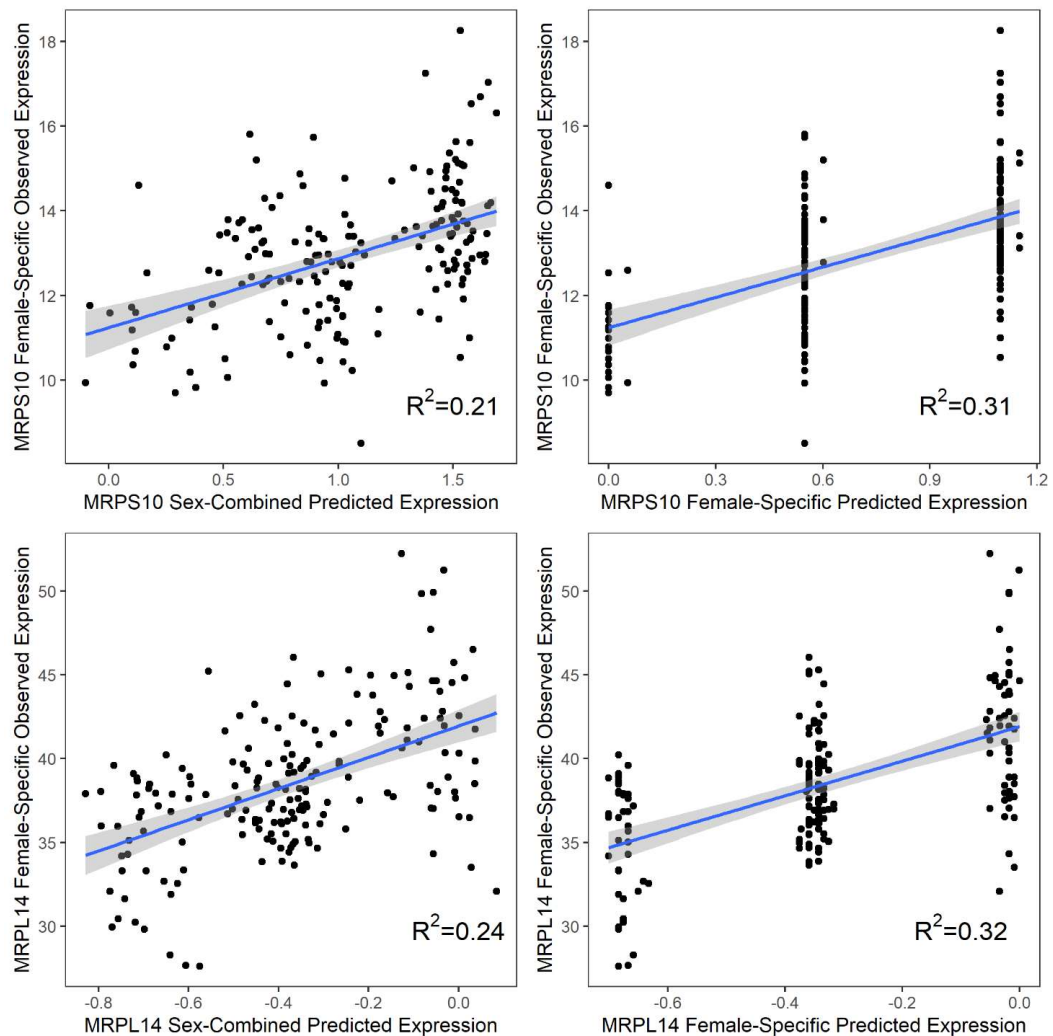 MRPS10 Female-Specific Observed Expression
18
16
14
12
10
R²=0.21
0.0 0.5 1.0 1.5
MRPS10 Sex-Combined Predicted Expression
MRPS10 Female-Specific Observed Expression
18
16
14
12
10
R²=0.31
0.0 0.3 0.6 0.9 1.2
MRPS10 Female-Specific Predicted Expression
MRPL14 Female-Specific Observed Expression
50
45
40
35
30
R²=0.24
-0.8 -0.6 -0.4 -0.2 0.0
MRPL14 Sex-Combined Predicted Expression
MRPL14 Female-Specific Observed Expression
50
45
40
35
30
R²=0.32
-0.6 -0.4 -0.2 0.0
MRPL14 Female-Specific Predicted Expression